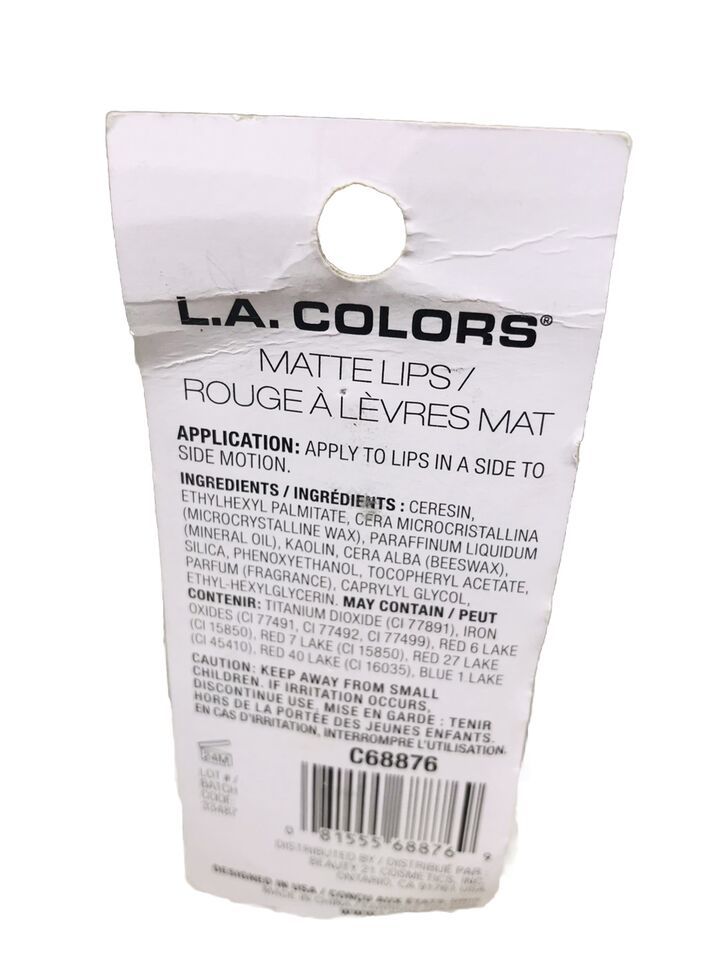 L.A. COLORS®
MATTE LIPS /
ROUGE À LÈVRES MAT
APPLICATION: APPLY TO LIPS IN A SIDE TO
SIDE MOTION.
INGREDIENTS / INGRÉDIENTS : CERESIN,
ETHYLHEXYL PALMITATE, CERA MICROCRISTALLINA
(MICROCRYSTALLINE WAX), PARAFFINUM LIQUIDUM
(MINERAL OIL), KAOLIN, CERA ALBA (BEESWAX),
SILICA, PHENOXYETHANOL, TOCOPHERYL ACETATE,
PARFUM (FRAGRANCE), CAPRYLYL GLYCOL,
ETHYL-HEXYLGLYCERIN. MAY CONTAIN / PEUT
CONTENIR: TITANIUM DIOXIDE (CI 77891), IRON
OXIDES (CI 77491, CI 77492, CI 77499), RED 6 LAKE
(CI 15850), RED 7 LAKE (CI 15850), RED 27 LAKE
(CI 45410), RED 40 LAKE (CI 16035), BLUE 1 LAKE
CAUTION: KEEP AWAY FROM SMALL
CHILDREN. IF IRRITATION OCCURS,
DISCONTINUE USE. MISE EN GARDE : TENIR
HORS DE LA PORTÉE DES JEUNES ENFANTS.
EN CAS D'IRRITATION, INTERROMPRE L'UTILISATION.
C68876
24M
LOT # /
BATCH
CODE:
0 81555 68876 9
DISTRIBUTED BY / DISTRIBUÉ PAR:
BEAUTY 21 COSMETICS, INC.
ONTARIO, CA 91761 USA
DESIGNED IN USA /
MADE IN CHINA